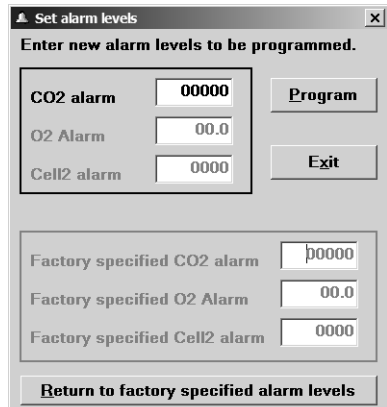 Set alarm levels
Enter new alarm levels to be programmed.
CO2 alarm 00000 Program
O2 Alarm 00.0
Cell2 alarm 0000 Exit
Factory specified CO2 alarm 00000
Factory specified O2 Alarm 00.0
Factory specified Cell2 alarm 0000
Return to factory specified alarm levels